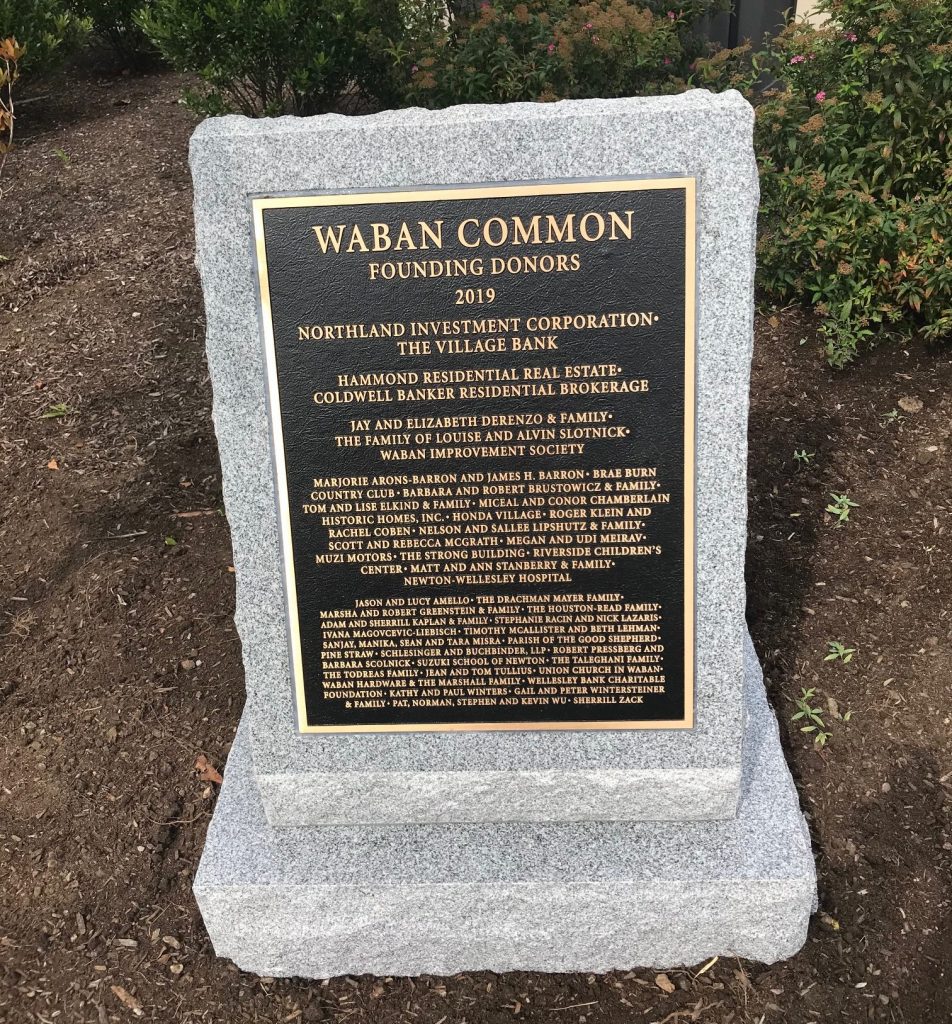 WABAN COMMON
FOUNDING DONORS
2019
NORTHLAND INVESTMENT CORPORATION•
THE VILLAGE BANK
HAMMOND RESIDENTIAL REAL ESTATE•
COLDWELL BANKER RESIDENTIAL BROKERAGE
JAY AND ELIZABETH DERENZO & FAMILY•
THE FAMILY OF LOUISE AND ALVIN SLOTNICK•
WABAN IMPROVEMENT SOCIETY
MARJORIE ARONS-BARRON AND JAMES H. BARRON• BRAE BURN
COUNTRY CLUB• BARBARA AND ROBERT BRUSTOWICZ & FAMILY•
TOM AND LISE ELKIND & FAMILY• MICEAL AND CONOR CHAMBERLAIN
HISTORIC HOMES, INC.• HONDA VILLAGE• ROGER KLEIN AND
RACHEL COBEN• NELSON AND SALLEE LIPSHUTZ & FAMILY•
SCOTT AND REBECCA MCGRATH• MEGAN AND UDI MEIRAV•
MUZI MOTORS• THE STRONG BUILDING• RIVERSIDE CHILDREN'S
CENTER• MATT AND ANN STANBERRY & FAMILY•
NEWTON-WELLESLEY HOSPITAL
JASON AND LUCY AMELLO• THE DRACHMAN MAYER FAMILY•
MARSHA AND ROBERT GREENSTEIN & FAMILY• THE HOUSTON-READ FAMILY•
ADAM AND SHERRILL KAPLAN & FAMILY• STEPHANIE RACIN AND NICK LAZARIS•
IVANA MAGOVCEVIC-LIEBISCH• TIMOTHY MCALLISTER AND BETH LEHMAN•
SANJAY, MANIKA, SEAN AND TARA MISRA• PARISH OF THE GOOD SHEPHERD•
PINE STRAW• SCHLESINGER AND BUCHBINDER, LLP• ROBERT PRESSBERG AND
BARBARA SCOLNICK• SUZUKI SCHOOL OF NEWTON• THE TALEGHANI FAMILY•
THE TODREAS FAMILY• JEAN AND TOM TULLIUS• UNION CHURCH IN WABAN•
WABAN HARDWARE & THE MARSHALL FAMILY• WELLESLEY BANK CHARITABLE
FOUNDATION• KATHY AND PAUL WINTERS• GAIL AND PETER WINTERSTEINER
& FAMILY• PAT, NORMAN, STEPHEN AND KEVIN WU• SHERRILL ZACK